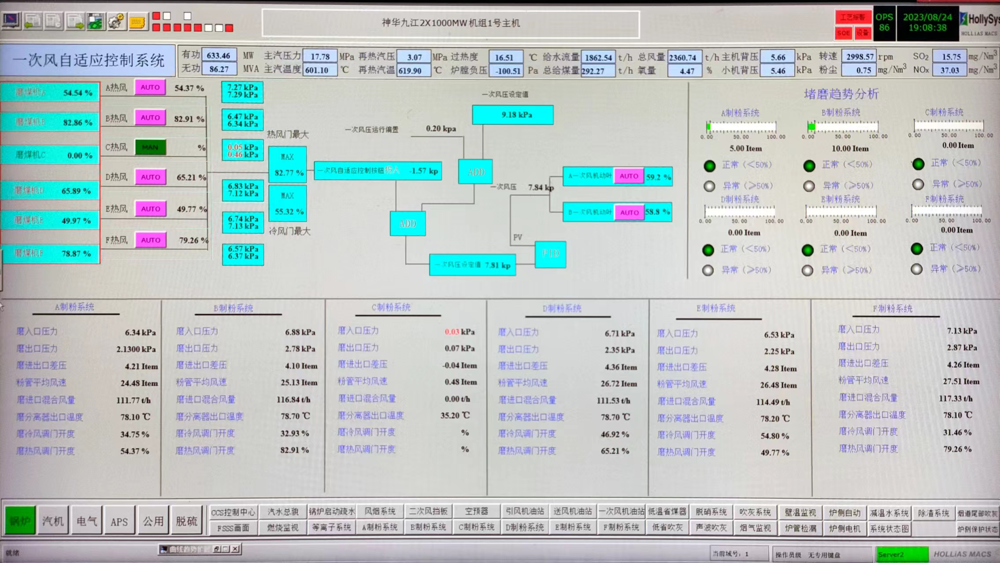 神华九江2X1000MW机组1号主机
工艺报警
SOE 设备
OPS
86
2023/08/24
19:08:38
HollySys
HOLLiAS MACS
一次风自适应控制系统
有功 633.46 MW 主汽压力 17.78 MPa 再热汽压 3.07 MPa 过热度 16.51 ℃ 给水流量 1862.54 t/h 总风量 2360.74 t/h 主机背压 5.66 kPa 转速 2998.57 rpm SO2 15.75 mg/Nm3
无功 86.27 MVA 主汽温度 601.10 ℃ 再热汽温 619.90 ℃ 炉膛负压 -100.51 Pa 总给煤量 292.27 t/h 氧量 4.47 % 小机背压 5.46 kPa 粉尘 0.75 mg/Nm3 NOx 37.03 mg/Nm3
磨煤机A 54.54 %
磨煤机B 82.86 %
磨煤机C 0.00 %
磨煤机D 65.89 %
磨煤机E 49.97 %
磨煤机F 78.87 %
A热风 AUTO 54.37 %
B热风 AUTO 82.91 %
C热风 MAN %
D热风 AUTO 65.21 %
E热风 AUTO 49.77 %
F热风 AUTO 79.26 %
7.27 kPa
7.29 kPa
6.47 kPa
6.34 kPa
0.05 kPa
0.46 kPa
6.83 kPa
7.12 kPa
6.74 kPa
7.13 kPa
6.57 kPa
6.37 kPa
热风门最大
MAX
82.77 %
MAX
55.32 %
冷风门最大
一次风自适应控制按钮投入 -1.57 kp
一次风压运行偏置 0.20 kpa
一次风压设定值
9.18 kPa
ADD
ADD
一次风压设定值 7.81 kp
一次风压 7.84 kp
PV
PID
A一次风机动叶 AUTO 59.2 %
B一次风机动叶 AUTO 58.8 %
堵磨趋势分析
A制粉系统
0.00 50.00 100.00
5.00 Item
正常（<50%）
异常（≥50%）
B制粉系统
0.00 50.00 100.00
10.00 Item
正常（<50%）
异常（≥50%）
C制粉系统
0.00 50.00 100.00
0.00 Item
正常（<50%）
异常（≥50%）
D制粉系统
0.00 50.00 100.00
0.00 Item
正常（<50%）
异常（≥50%）
E制粉系统
0.00 50.00 100.00
0.00 Item
正常（<50%）
异常（≥50%）
F制粉系统
0.00 50.00 100.00
0.00 Item
正常（<50%）
异常（≥50%）
A制粉系统
磨入口压力 6.34 kPa
磨出口压力 2.1300 kPa
磨进出口差压 4.21 Item
粉管平均风速 24.48 Item
磨进口混合风量 111.77 t/h
磨分离器出口温度 78.10 ℃
磨冷风调门开度 34.75 %
磨热风调门开度 54.37 %
B制粉系统
磨入口压力 6.88 kPa
磨出口压力 2.78 kPa
磨进出口差压 4.10 Item
粉管平均风速 25.13 Item
磨进口混合风量 116.84 t/h
磨分离器出口温度 78.70 ℃
磨冷风调门开度 32.93 %
磨热风调门开度 82.91 %
C制粉系统
磨入口压力 0.03 kPa
磨出口压力 0.07 kPa
磨进出口差压 -0.04 Item
粉管平均风速 0.48 Item
磨进口混合风量 0.00 t/h
磨分离器出口温度 35.20 ℃
磨冷风调门开度 %
磨热风调门开度 %
D制粉系统
磨入口压力 6.71 kPa
磨出口压力 2.35 kPa
磨进出口差压 4.36 Item
粉管平均风速 26.72 Item
磨进口混合风量 111.53 t/h
磨分离器出口温度 78.70 ℃
磨冷风调门开度 46.92 %
磨热风调门开度 65.21 %
E制粉系统
磨入口压力 6.53 kPa
磨出口压力 2.25 kPa
磨进出口差压 4.28 Item
粉管平均风速 26.48 Item
磨进口混合风量 114.49 t/h
磨分离器出口温度 78.20 ℃
磨冷风调门开度 54.80 %
磨热风调门开度 49.77 %
F制粉系统
磨入口压力 7.13 kPa
磨出口压力 2.87 kPa
磨进出口差压 4.26 Item
粉管平均风速 27.51 Item
磨进口混合风量 117.33 t/h
磨分离器出口温度 78.10 ℃
磨冷风调门开度 31.46 %
磨热风调门开度 79.26 %
锅炉 汽机 电气 APS 公用 脱硫
CCS控制中心 汽水总貌 锅炉启动疏水 风烟系统 二次风挡板 空预器 引风机油站 送风机油站 一次风机油站 低温省煤器 脱硝系统 吹灰系统 壁温监视 炉侧自动 减温水系统 除渣系统 烟道尾部吹灰
FSSS画面 燃烧监视 等离子系统 A制粉系统 B制粉系统 C制粉系统 D制粉系统 E制粉系统 F制粉系统 低省吹灰 声波吹灰 烟气监视 炉管检漏 炉侧电机 系统状态图 炉侧保护状态
就绪
曲线趋势
当前域号：1
操作员级 无专用键盘
Server2
HOLLiAS MACS